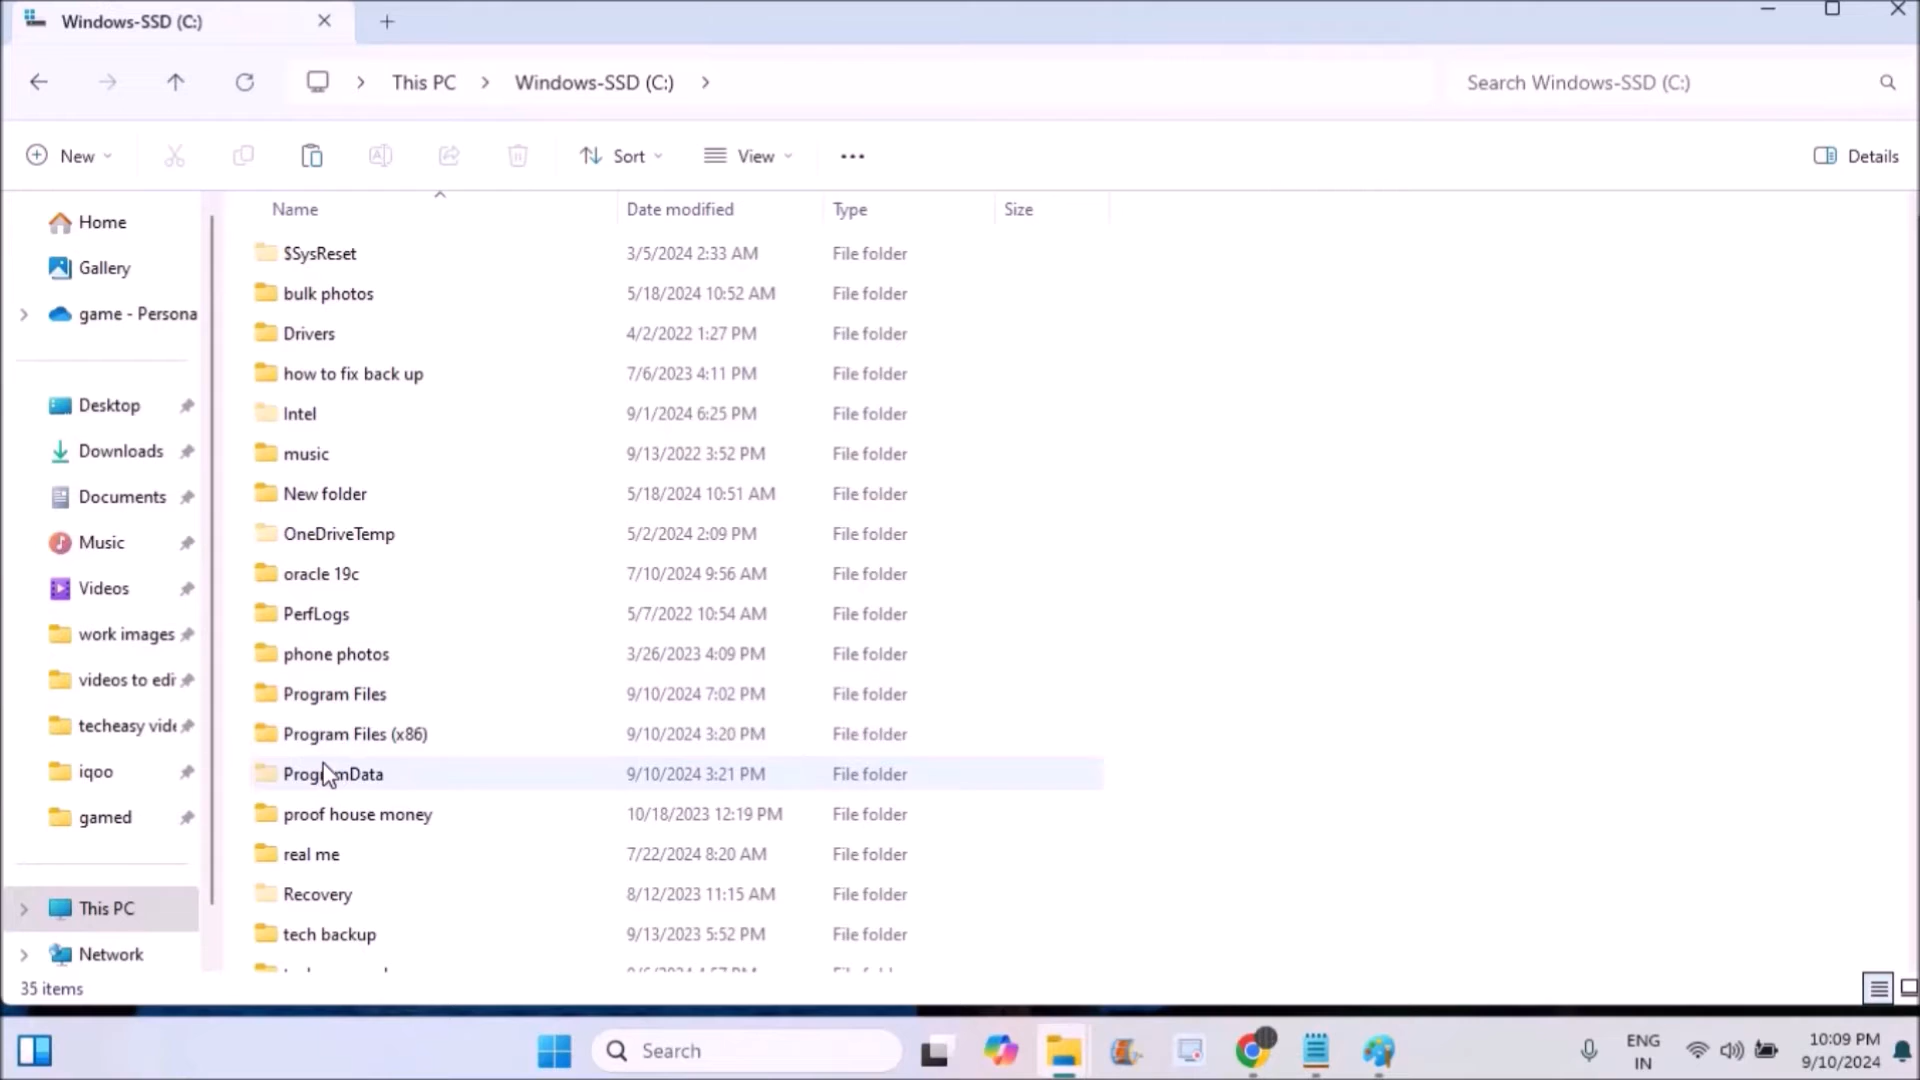 Windows-SSD (C:)
This PC
Windows-SSD (C:)
Search Windows-SSD (C:)
New
Sort
View
Details
Name
Date modified
Type
Size
Home
Gallery
game - Persona
Desktop
Downloads
Documents
Music
Videos
work images
videos to edi
techeasy vide
iqoo
gamed
This PC
Network
$SysReset 3/5/2024 2:33 AM File folder
bulk photos 5/18/2024 10:52 AM File folder
Drivers 4/2/2022 1:27 PM File folder
how to fix back up 7/6/2023 4:11 PM File folder
Intel 9/1/2024 6:25 PM File folder
music 9/13/2022 3:52 PM File folder
New folder 5/18/2024 10:51 AM File folder
OneDriveTemp 5/2/2024 2:09 PM File folder
oracle 19c 7/10/2024 9:56 AM File folder
PerfLogs 5/7/2022 10:54 AM File folder
phone photos 3/26/2023 4:09 PM File folder
Program Files 9/10/2024 7:02 PM File folder
Program Files (x86) 9/10/2024 3:20 PM File folder
ProgramData 9/10/2024 3:21 PM File folder
proof house money 10/18/2023 12:19 PM File folder
real me 7/22/2024 8:20 AM File folder
Recovery 8/12/2023 11:15 AM File folder
tech backup 9/13/2023 5:52 PM File folder
35 items
Search
ENG
IN
10:09 PM
9/10/2024